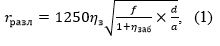 r_разл = 1250η_з √(f/(1+η_заб) × d/a), (1)